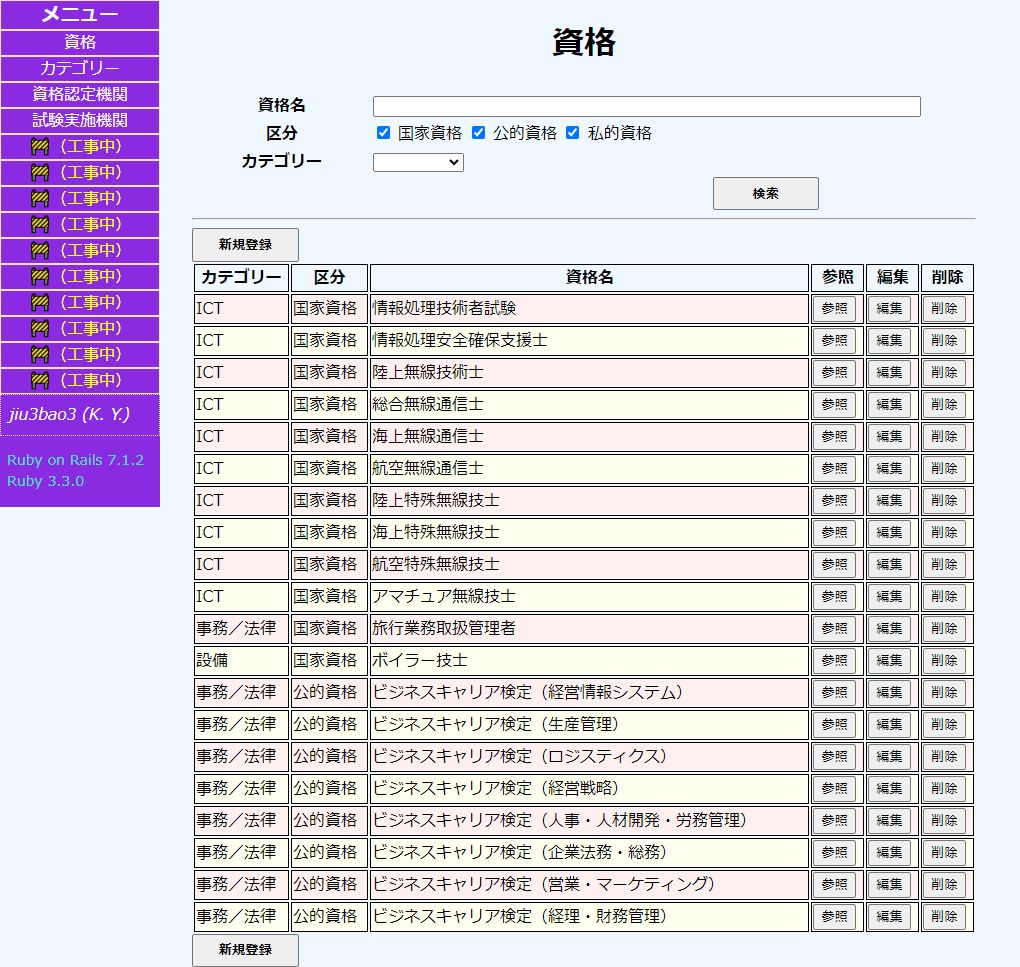 メニュー
資格
カテゴリー
資格認定機関
試験実施機関
🚧（工事中）
🚧（工事中）
🚧（工事中）
🚧（工事中）
🚧（工事中）
🚧（工事中）
🚧（工事中）
🚧（工事中）
🚧（工事中）
🚧（工事中）
jiu3bao3 (K. Y.)
Ruby on Rails 7.1.2
Ruby 3.3.0
資格
資格名
区分 国家資格 公的資格 私的資格
カテゴリー
検索
新規登録
カテゴリー 区分 資格名 参照 編集 削除
ICT 国家資格 情報処理技術者試験 参照 編集 削除
ICT 国家資格 情報処理安全確保支援士 参照 編集 削除
ICT 国家資格 陸上無線技術士 参照 編集 削除
ICT 国家資格 総合無線通信士 参照 編集 削除
ICT 国家資格 海上無線通信士 参照 編集 削除
ICT 国家資格 航空無線通信士 参照 編集 削除
ICT 国家資格 陸上特殊無線技士 参照 編集 削除
ICT 国家資格 海上特殊無線技士 参照 編集 削除
ICT 国家資格 航空特殊無線技士 参照 編集 削除
ICT 国家資格 アマチュア無線技士 参照 編集 削除
事務／法律 国家資格 旅行業務取扱管理者 参照 編集 削除
設備 国家資格 ボイラー技士 参照 編集 削除
事務／法律 公的資格 ビジネスキャリア検定（経営情報システム） 参照 編集 削除
事務／法律 公的資格 ビジネスキャリア検定（生産管理） 参照 編集 削除
事務／法律 公的資格 ビジネスキャリア検定（ロジスティクス） 参照 編集 削除
事務／法律 公的資格 ビジネスキャリア検定（経営戦略） 参照 編集 削除
事務／法律 公的資格 ビジネスキャリア検定（人事・人材開発・労務管理） 参照 編集 削除
事務／法律 公的資格 ビジネスキャリア検定（企業法務・総務） 参照 編集 削除
事務／法律 公的資格 ビジネスキャリア検定（営業・マーケティング） 参照 編集 削除
事務／法律 公的資格 ビジネスキャリア検定（経理・財務管理） 参照 編集 削除
新規登録